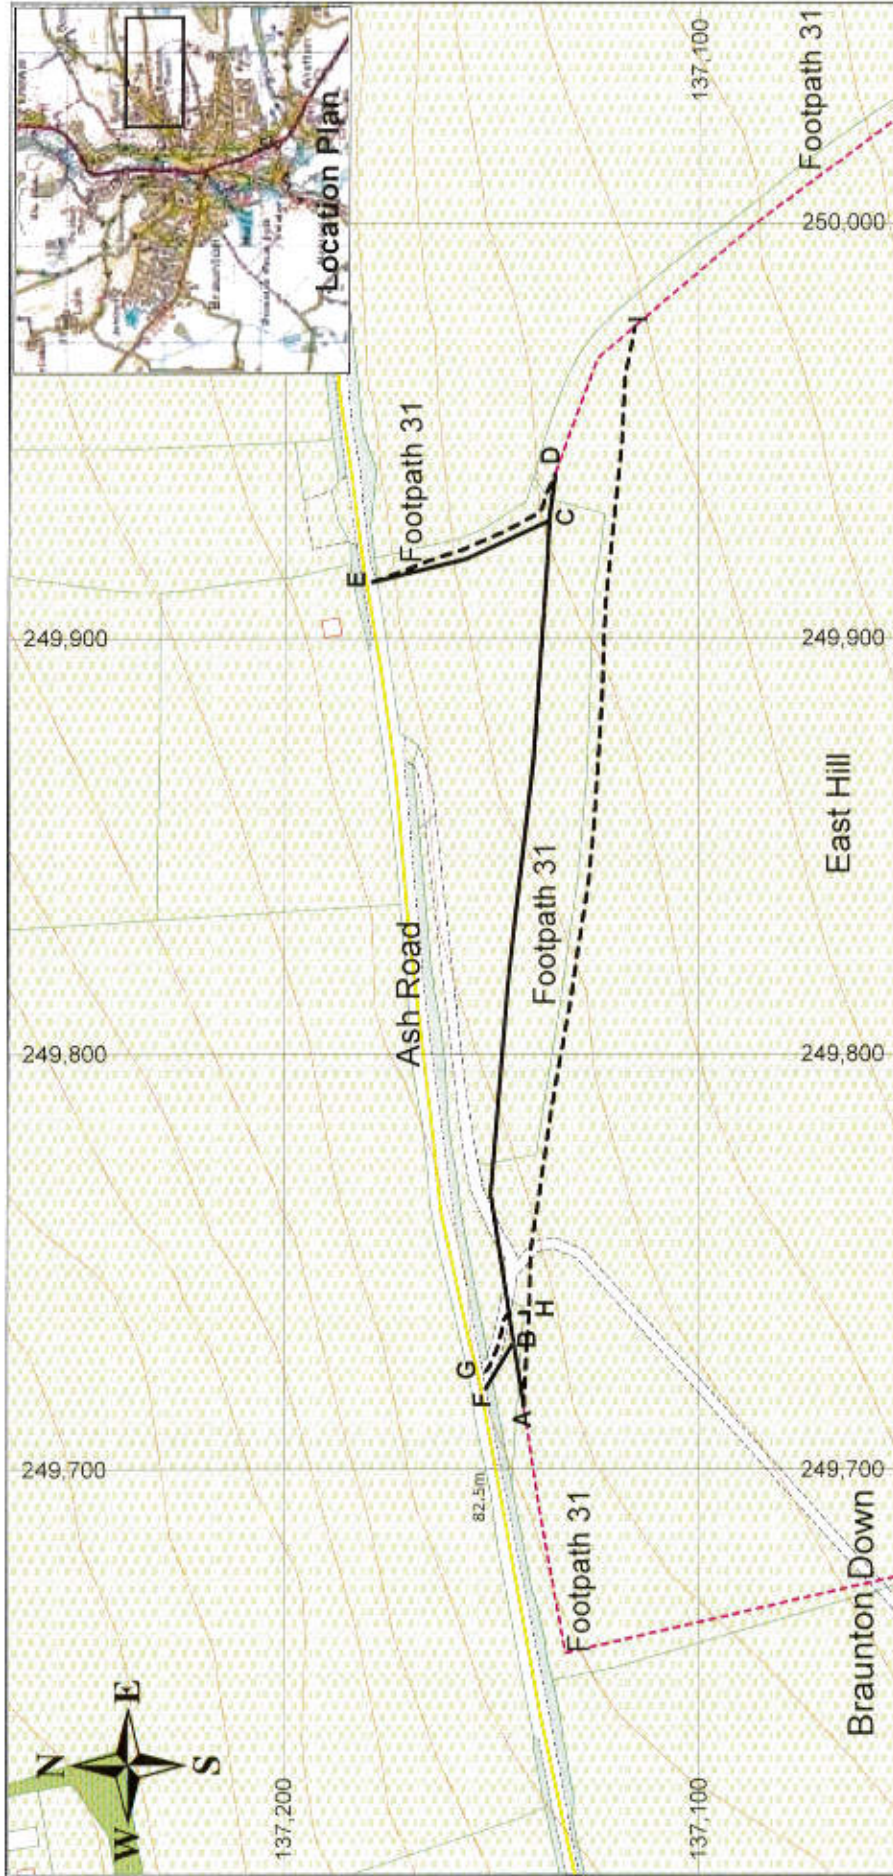 Location Plan
Braunton
137,100
Footpath 31
250,000
I
Footpath 31
D
C
E
249,900
249,900
East Hill
Footpath 31
Ash Road
249,800
249,800
H
B
G
F
A
82.5m
249,700
249,700
Footpath 31
Braunton Down
N
E
S
W
137,200
137,100